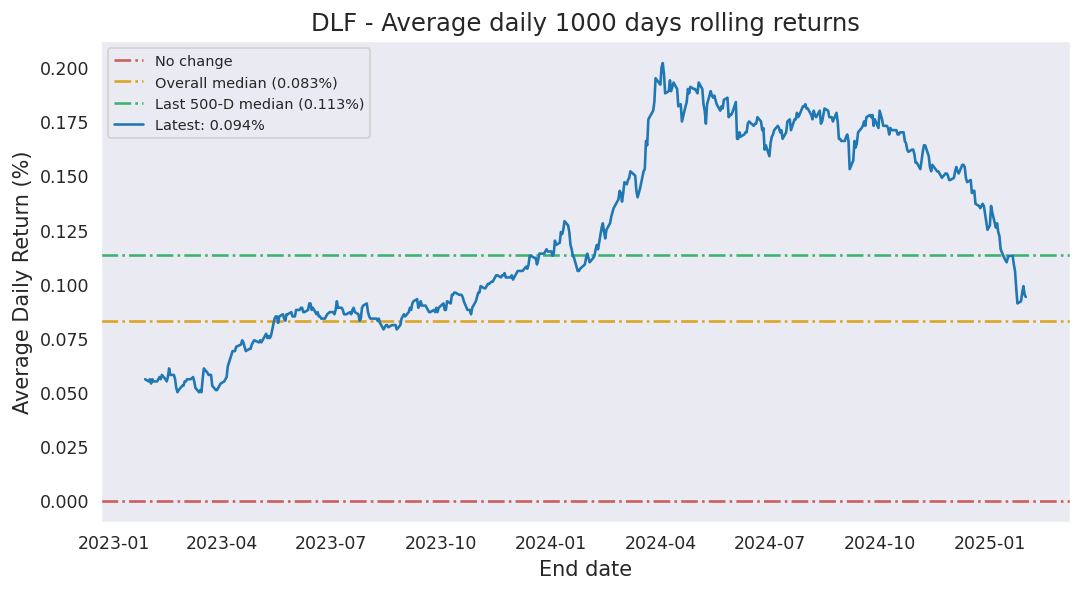 DLF - Average daily 1000 days rolling returns
No change
Overall median (0.083%)
Last 500-D median (0.113%)
Latest: 0.094%
Average Daily Return (%)
0.200
0.175
0.150
0.125
0.100
0.075
0.050
0.025
0.000
2023-01 2023-04 2023-07 2023-10 2024-01 2024-04 2024-07 2024-10 2025-01
End date